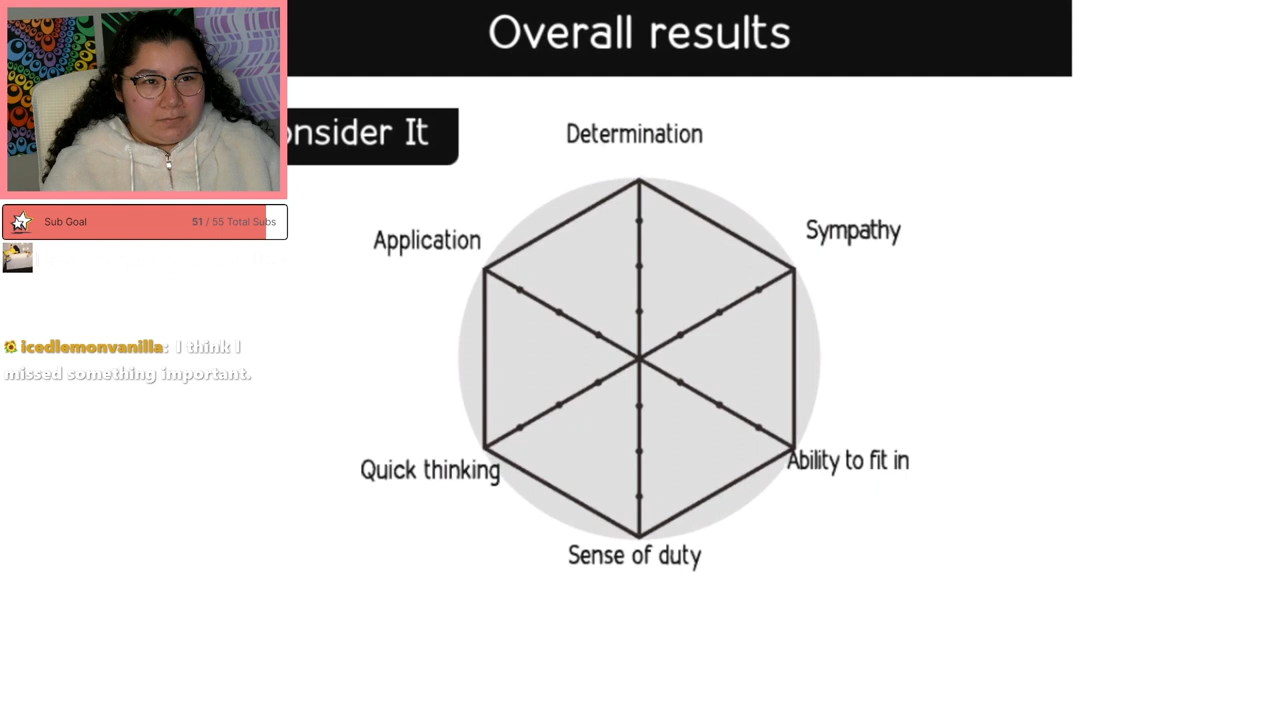 Overall results
onsider It
Determination
Application
Sympathy
Sub Goal
51 / 55 Total Subs
icedlemonvanilla: I think I
missed something important.
Quick thinking
Ability to fit in
Sense of duty